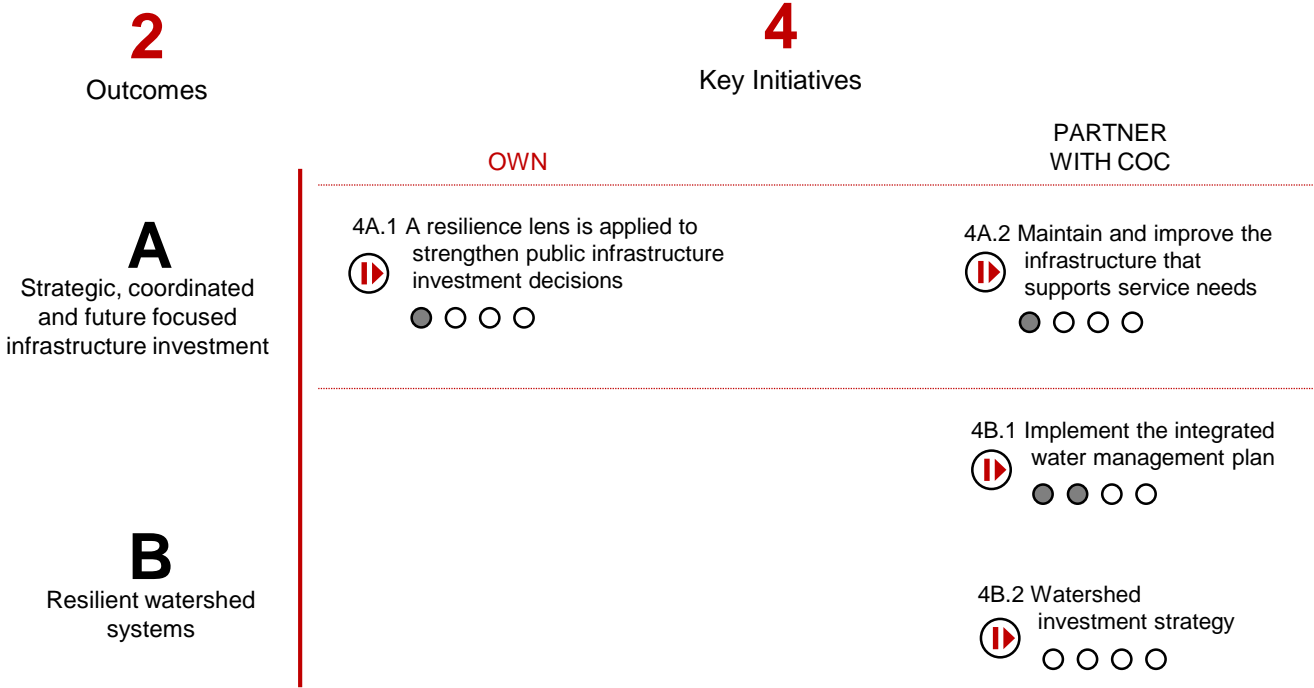 2
Outcomes
4
Key Initiatives
OWN
PARTNER
WITH COC
A
Strategic, coordinated
and future focused
infrastructure investment
4A.1 A resilience lens is applied to
strengthen public infrastructure
investment decisions
4A.2 Maintain and improve the
infrastructure that
supports service needs
B
Resilient watershed
systems
4B.1 Implement the integrated
water management plan
4B.2 Watershed
investment strategy